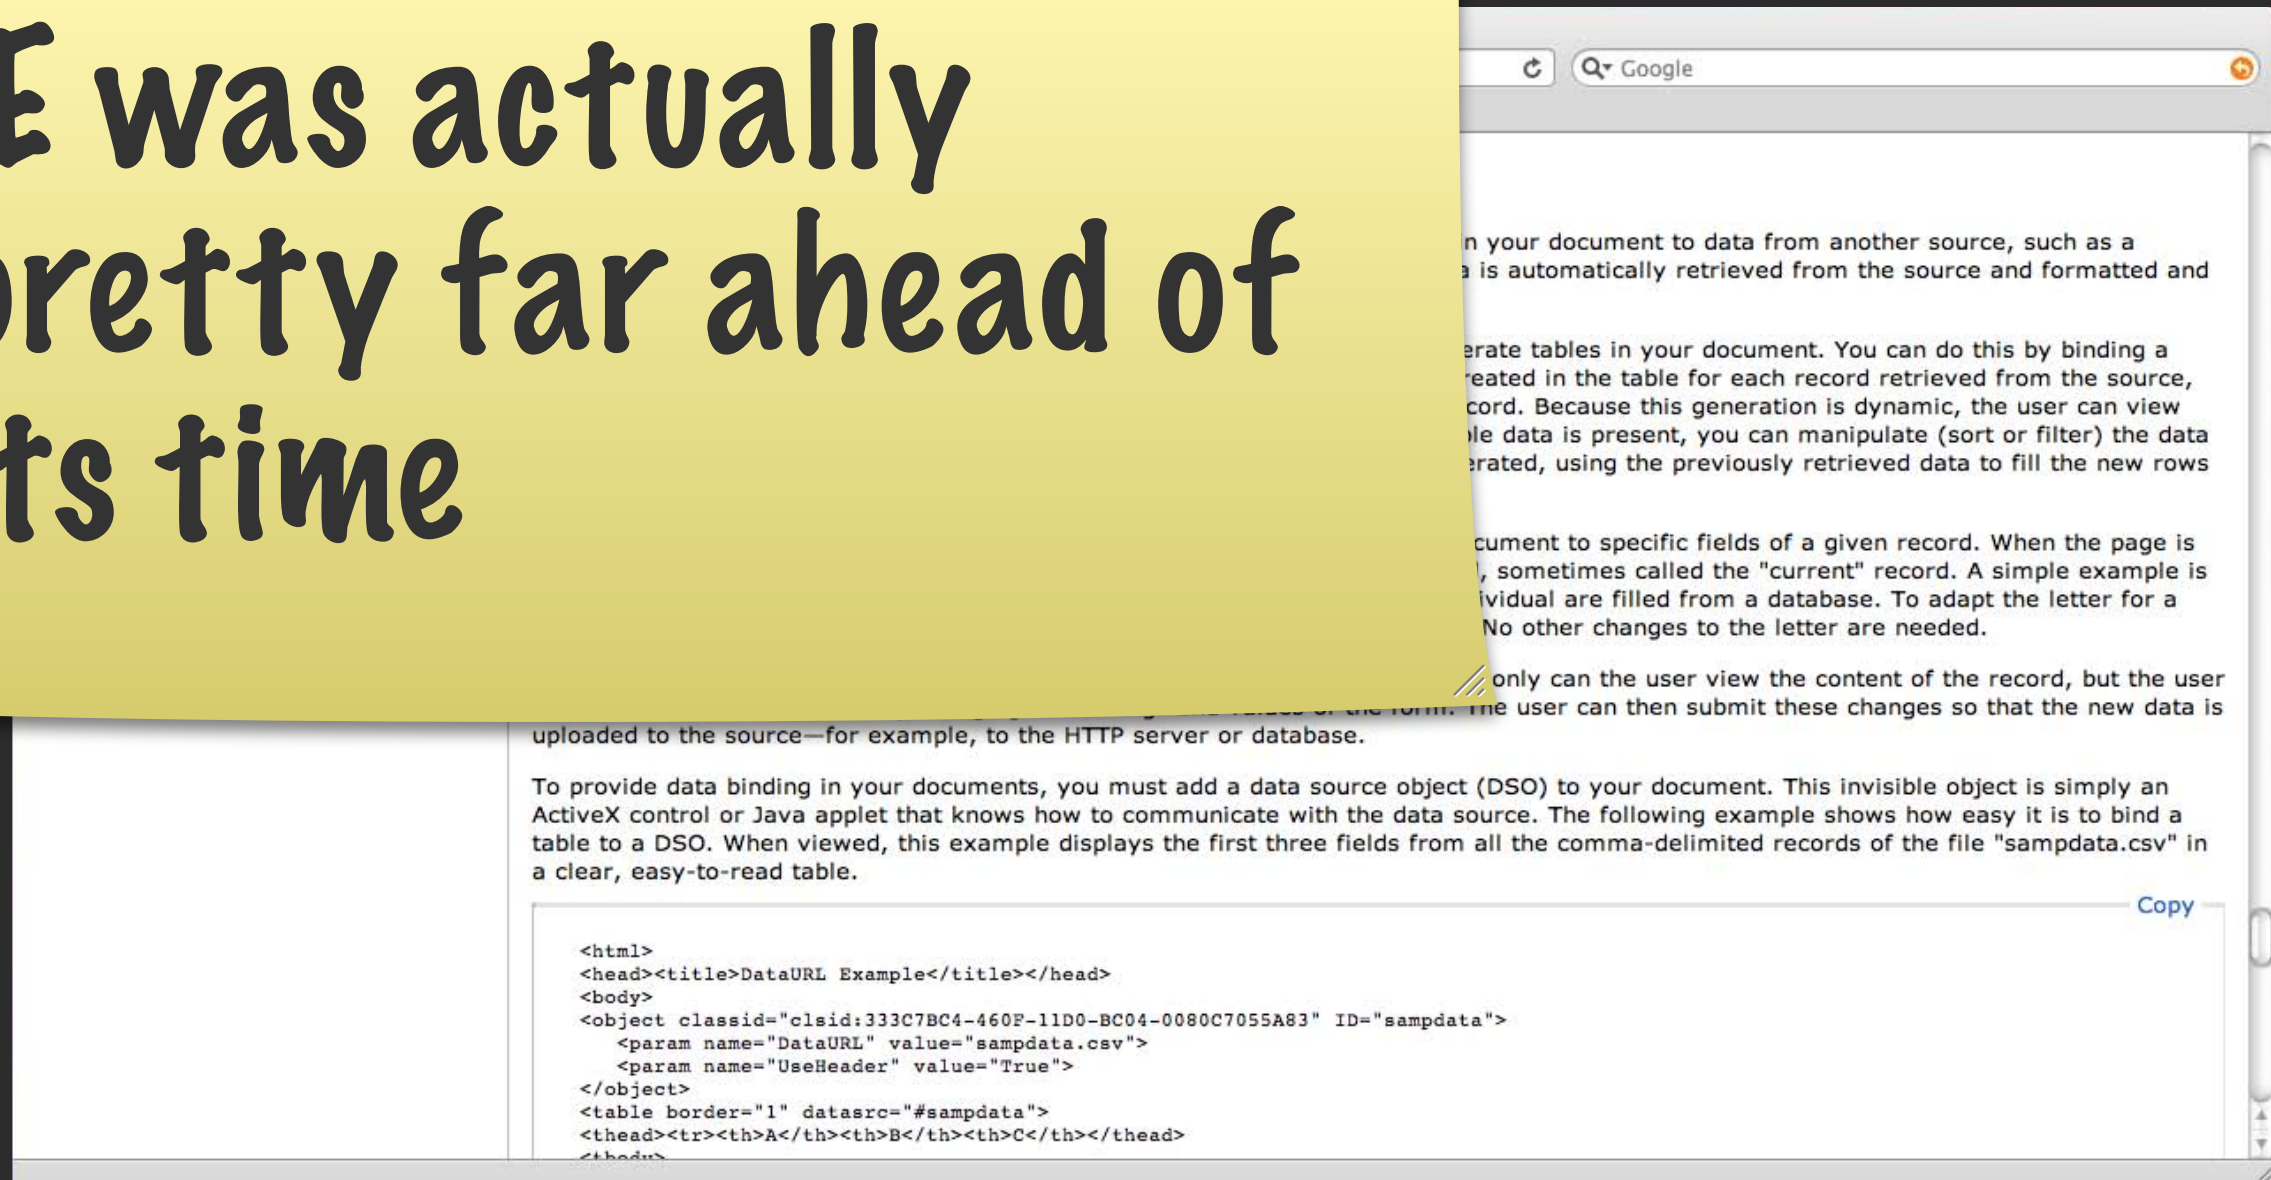 E was actually
pretty far ahead of
ts time
Google
n your document to data from another source, such as a
is automatically retrieved from the source and formatted and
erate tables in your document. You can do this by binding a
reated in the table for each record retrieved from the source,
cord. Because this generation is dynamic, the user can view
le data is present, you can manipulate (sort or filter) the data
erated, using the previously retrieved data to fill the new rows
cument to specific fields of a given record. When the page is
, sometimes called the "current" record. A simple example is
ividual are filled from a database. To adapt the letter for a
No other changes to the letter are needed.
only can the user view the content of the record, but the user
values of the form. The user can then submit these changes so that the new data is
uploaded to the source—for example, to the HTTP server or database.
To provide data binding in your documents, you must add a data source object (DSO) to your document. This invisible object is simply an
ActiveX control or Java applet that knows how to communicate with the data source. The following example shows how easy it is to bind a
table to a DSO. When viewed, this example displays the first three fields from all the comma-delimited records of the file "sampdata.csv" in
a clear, easy-to-read table.
Copy
<html>
<head><title>DataURL Example</title></head>
<body>
<object classid="clsid:333C7BC4-460F-11D0-BC04-0080C7055A83" ID="sampdata">
<param name="DataURL" value="sampdata.csv">
<param name="UseHeader" value="True">
</object>
<table border="1" datasrc="#sampdata">
<thead><tr><th>A</th><th>B</th><th>C</th></thead>
<tbody>